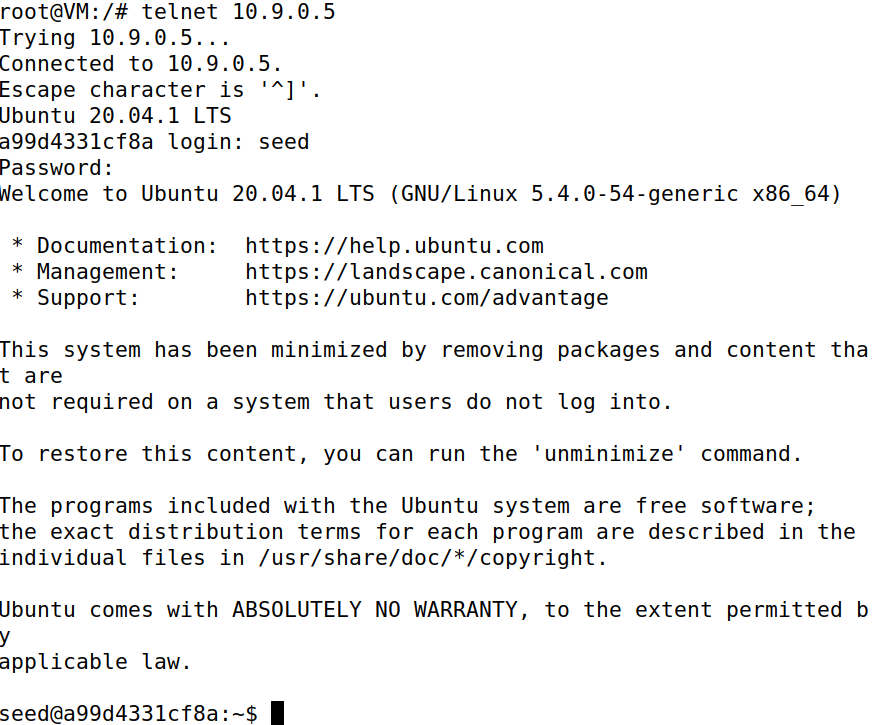 root@VM:/# telnet 10.9.0.5
Trying 10.9.0.5...
Connected to 10.9.0.5.
Escape character is '^]'.
Ubuntu 20.04.1 LTS
a99d4331cf8a login: seed
Password:
Welcome to Ubuntu 20.04.1 LTS (GNU/Linux 5.4.0-54-generic x86_64)
* Documentation:  https://help.ubuntu.com
* Management:     https://landscape.canonical.com
* Support:        https://ubuntu.com/advantage
This system has been minimized by removing packages and content tha
t are
not required on a system that users do not log into.
To restore this content, you can run the 'unminimize' command.
The programs included with the Ubuntu system are free software;
the exact distribution terms for each program are described in the
individual files in /usr/share/doc/*/copyright.
Ubuntu comes with ABSOLUTELY NO WARRANTY, to the extent permitted b
y
applicable law.
seed@a99d4331cf8a:~$